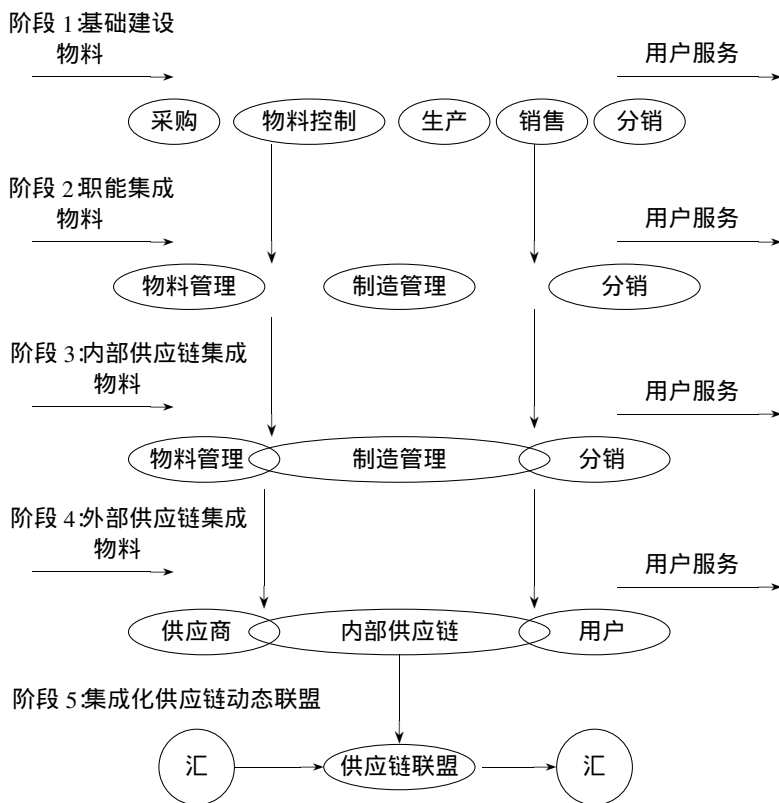 阶段 1:基础建设
物料 用户服务
采购 物料控制 生产 销售 分销
阶段 2:职能集成
物料 用户服务
物料管理 制造管理 分销
阶段 3:内部供应链集成
物料 用户服务
物料管理 制造管理 分销
阶段 4:外部供应链集成
物料 用户服务
供应商 内部供应链 用户
阶段 5:集成化供应链动态联盟
汇 供应链联盟 汇